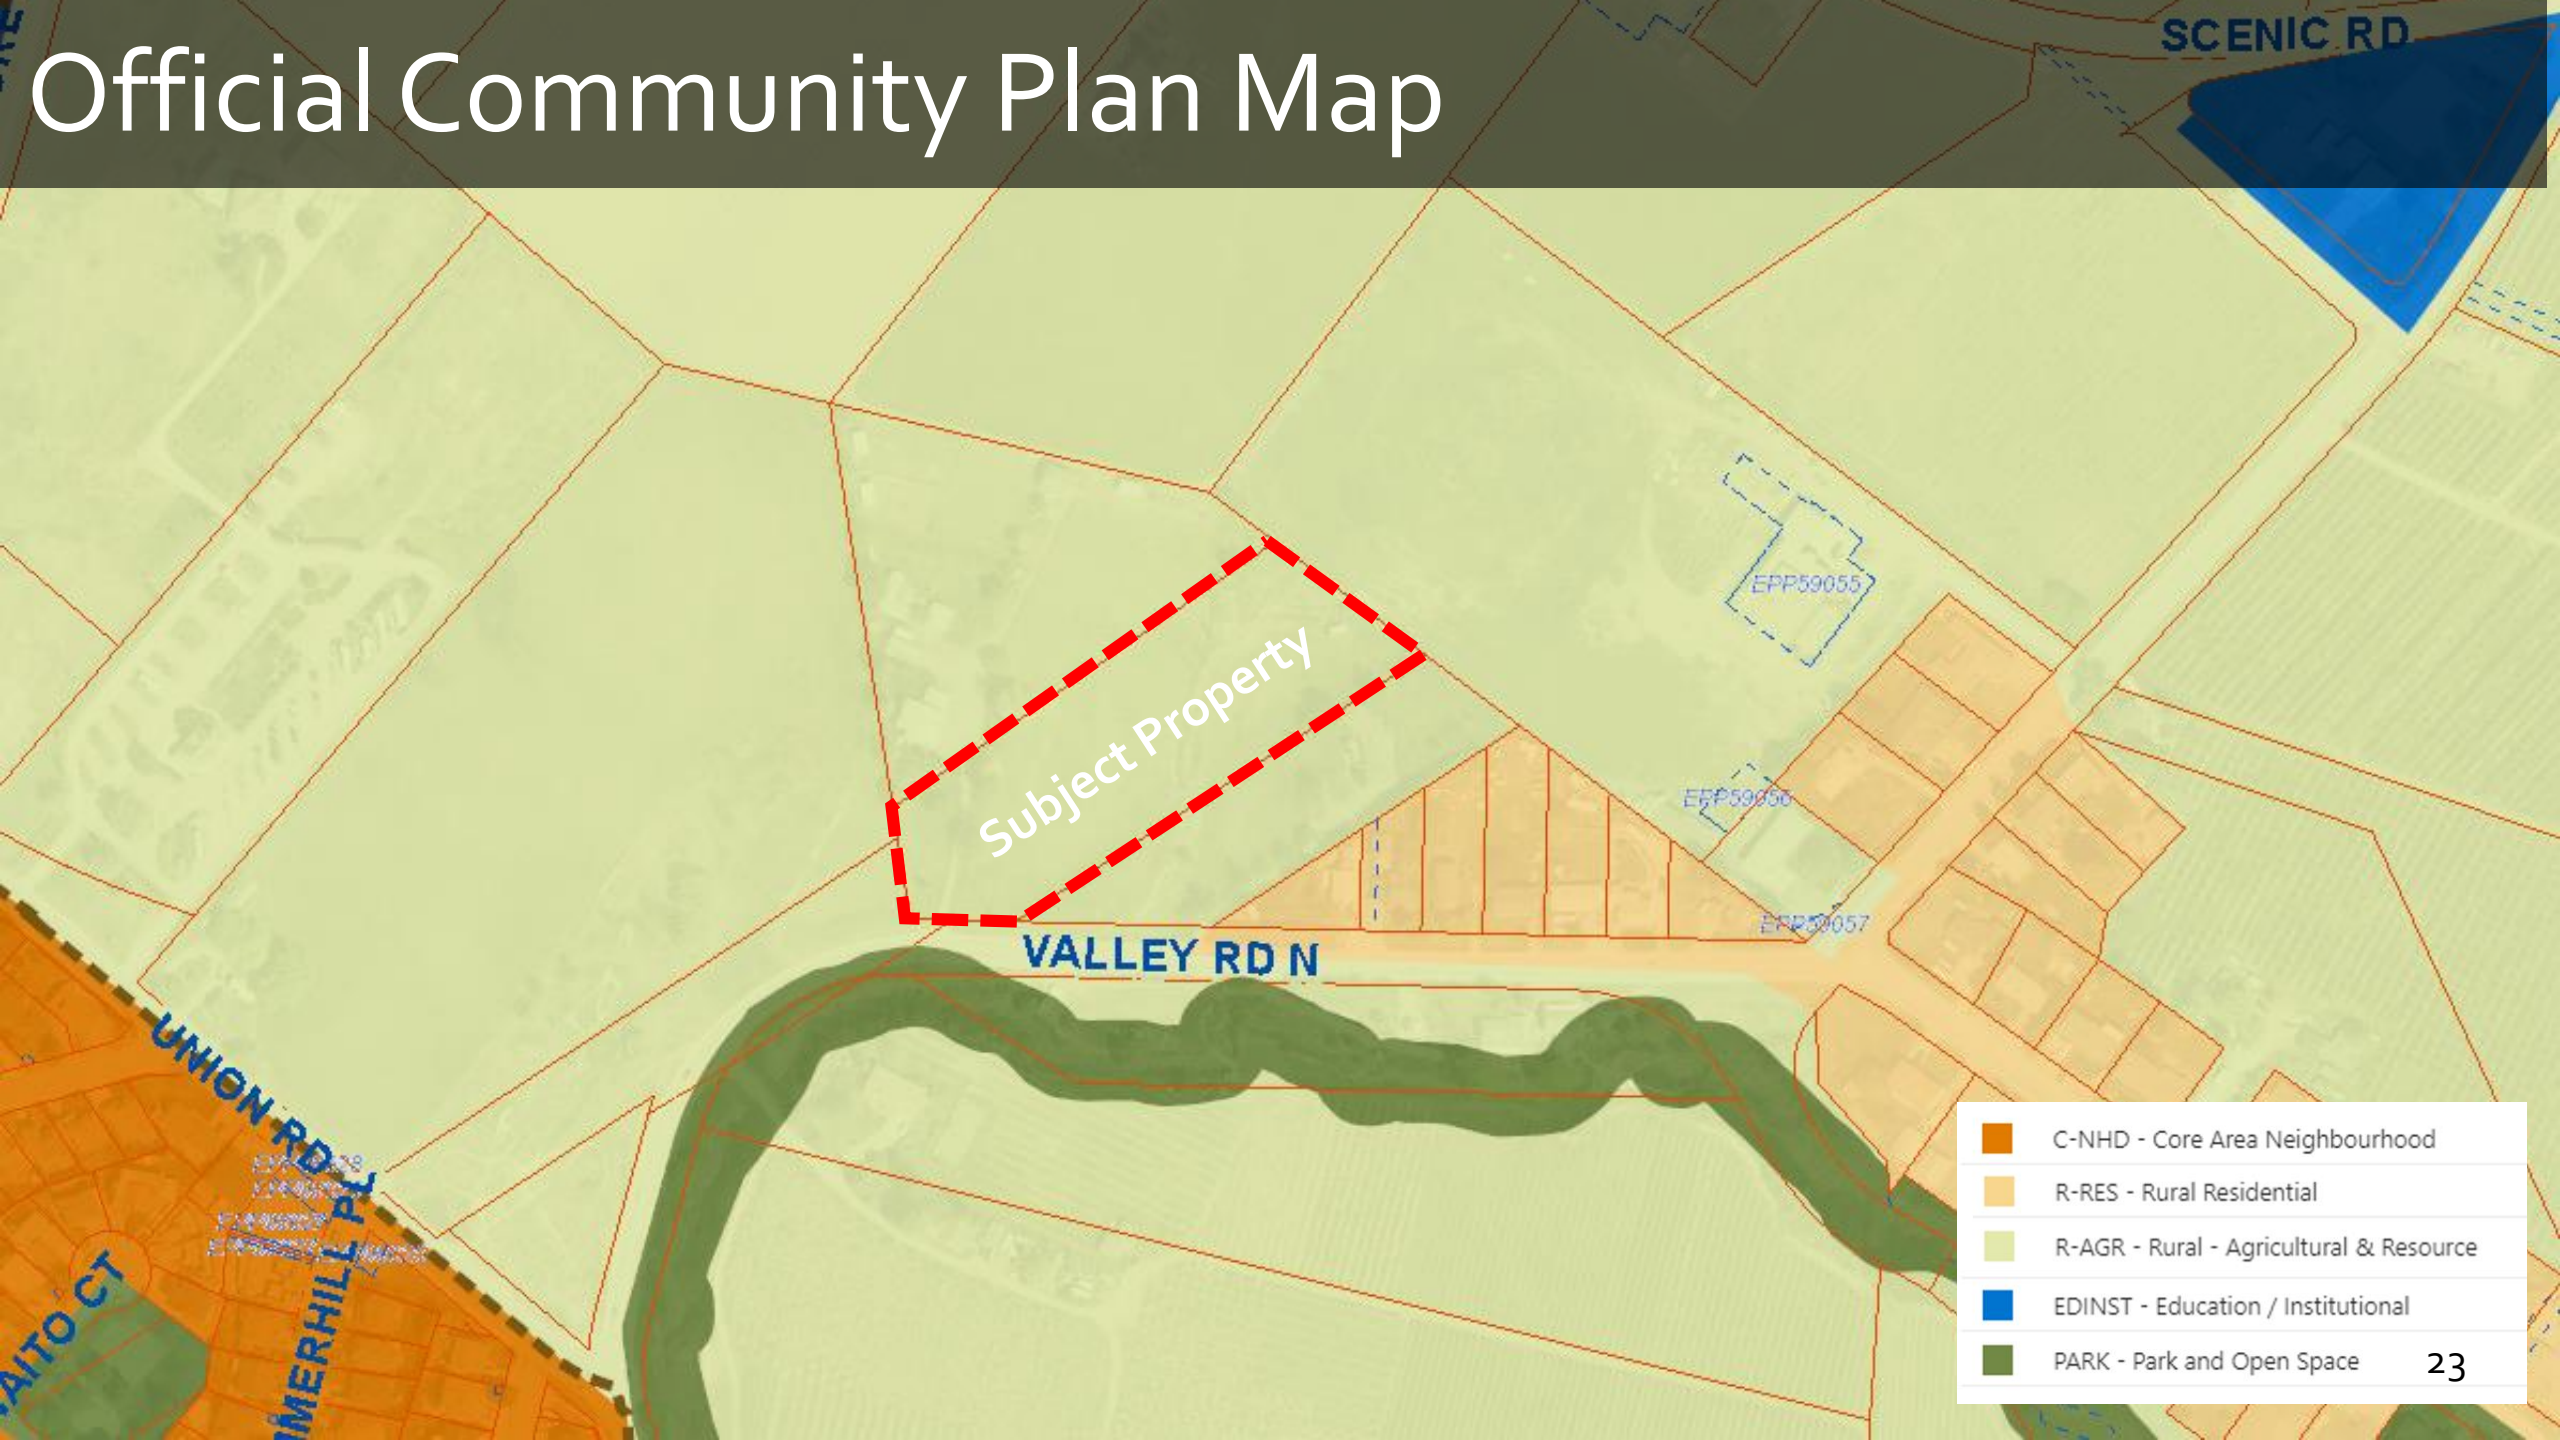 SCENIC RD
Official Community Plan Map
EPP59055
Subject Property
EPP59056
EPP59057
VALLEY RD N
UNION RD
C-NHD - Core Area Neighbourhood
R-RES - Rural Residential
R-AGR - Rural - Agricultural & Resource
EDINST - Education / Institutional
PARK - Park and Open Space
23
AITO CT
MMERHILL PL